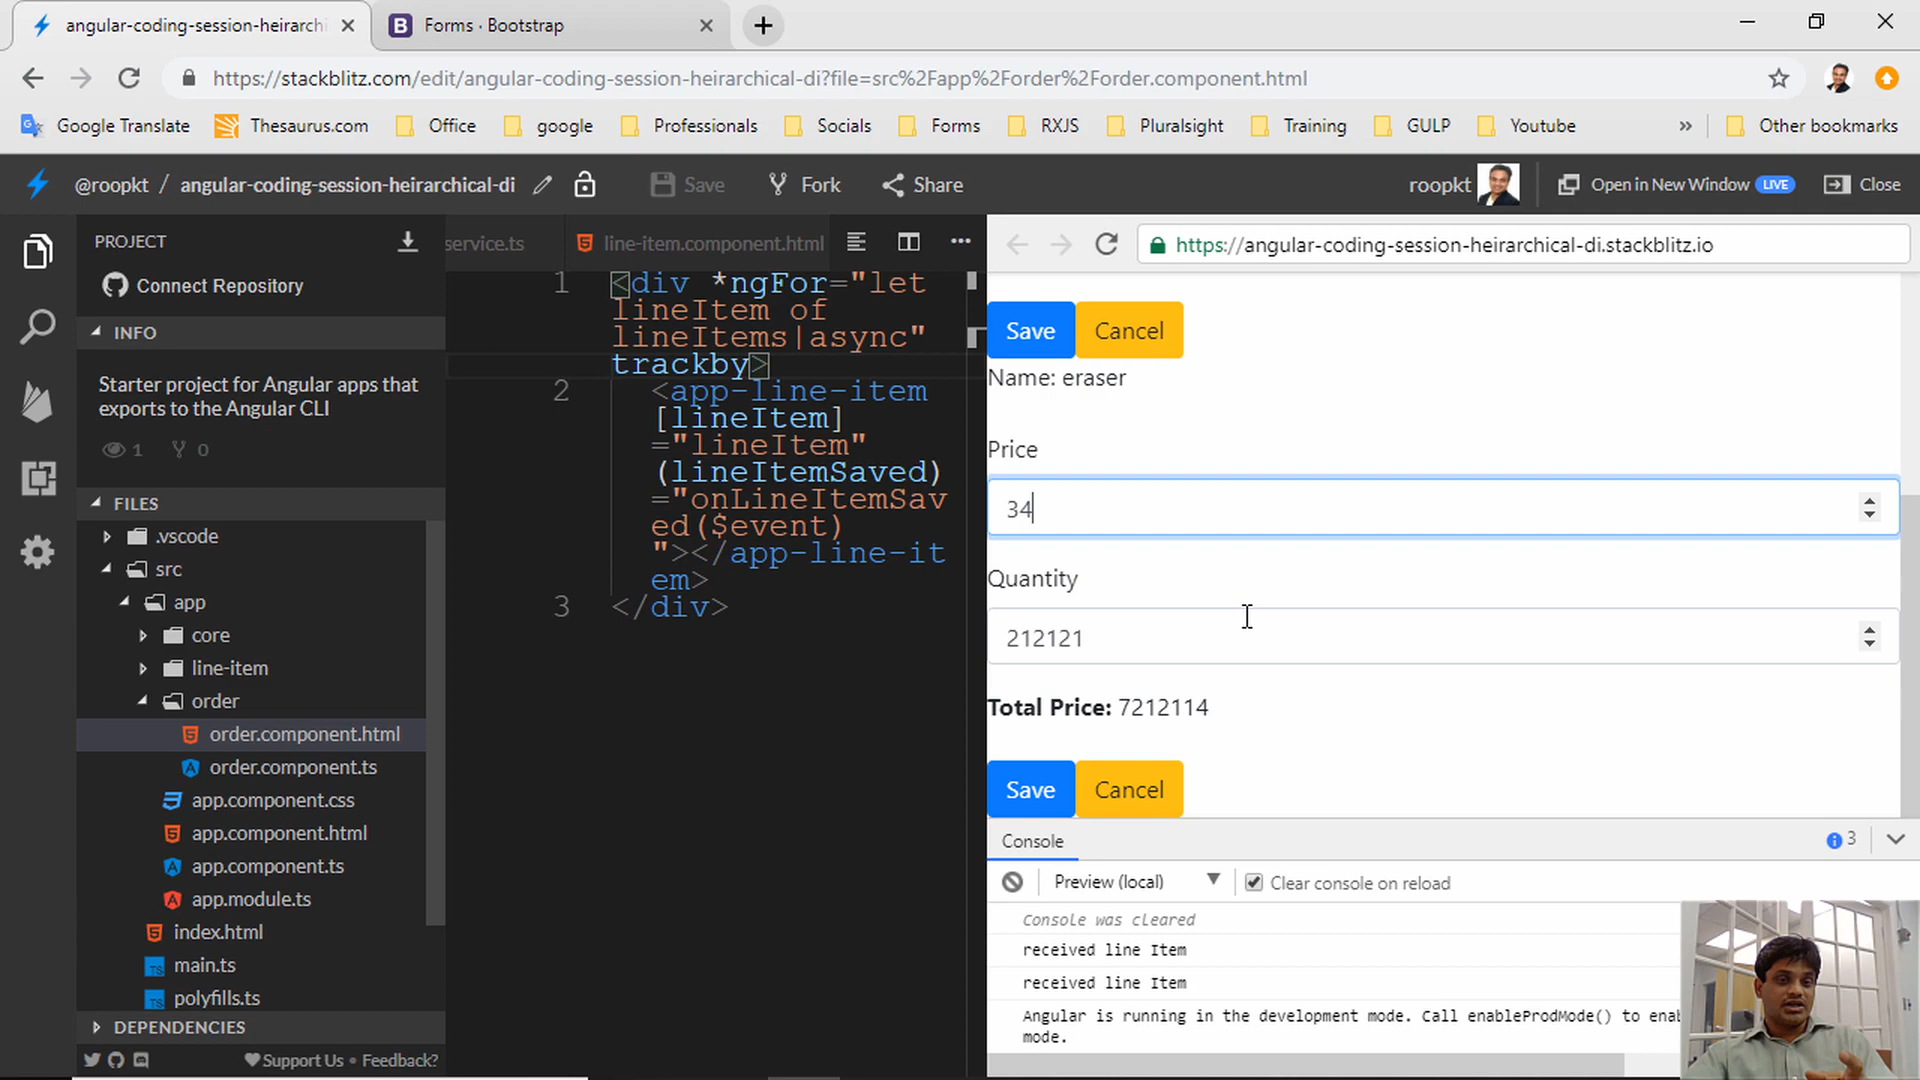 angular-coding-session-heirarchi
Forms · Bootstrap
https://stackblitz.com/edit/angular-coding-session-heirarchical-di?file=src%2Fapp%2Forder%2Forder.component.html
Google Translate
Thesaurus.com
Office
google
Professionals
Socials
Forms
RXJS
Pluralsight
Training
GULP
Youtube
»
Other bookmarks
@roopkt / angular-coding-session-heirarchical-di
Save
Fork
Share
roopkt
Open in New Window
LIVE
Close
PROJECT
Connect Repository
INFO
Starter project for Angular apps that
exports to the Angular CLI
1
0
FILES
.vscode
src
app
core
line-item
order
order.component.html
order.component.ts
app.component.css
app.component.html
app.component.ts
app.module.ts
index.html
main.ts
polyfills.ts
DEPENDENCIES
Support Us • Feedback?
service.ts
line-item.component.html
1 <div *ngFor="let
lineItem of
lineItems|async"
trackby>
2 <app-line-item
[lineItem]
="lineItem"
(lineItemSaved)
="onLineItemSav
ed($event)
"></app-line-it
em>
3 </div>
https://angular-coding-session-heirarchical-di.stackblitz.io
Save
Cancel
Name: eraser
Price
34
Quantity
212121
Total Price: 7212114
Save
Cancel
Console
3
Preview (local)
Clear console on reload
Console was cleared
received line Item
received line Item
Angular is running in the development mode. Call enableProdMode() to enab
mode.